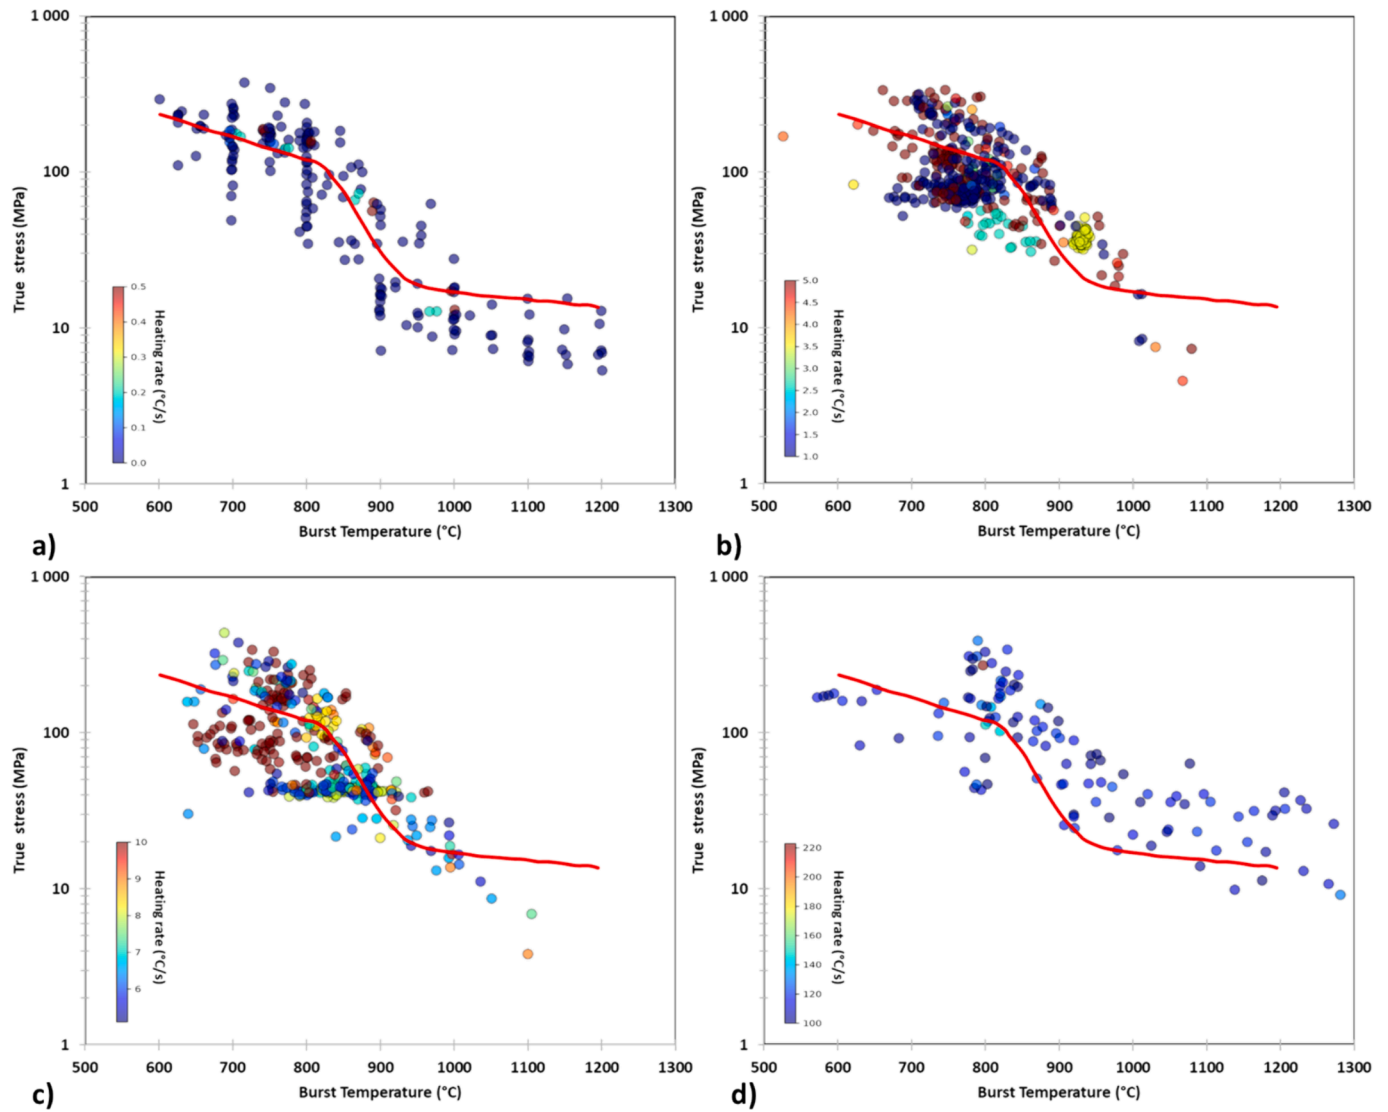 1 000
100
10
1
True stress (MPa)
0.5
0.4
0.3
0.2
0.1
0.0
Heating rate (°C/s)
500 600 700 800 900 1000 1100 1200 1300
Burst Temperature (°C)
a)
1 000
100
10
1
True stress (MPa)
5.0
4.5
4.0
3.5
3.0
2.5
2.0
1.5
1.0
Heating rate (°C/s)
500 600 700 800 900 1000 1100 1200 1300
Burst Temperature (°C)
b)
1 000
100
10
1
True stress (MPa)
10
9
8
7
6
Heating rate (°C/s)
500 600 700 800 900 1000 1100 1200 1300
Burst Temperature (°C)
c)
1 000
100
10
1
True stress (MPa)
220
200
180
160
140
120
100
Heating rate (°C/s)
500 600 700 800 900 1000 1100 1200 1300
Burst Temperature (°C)
d)